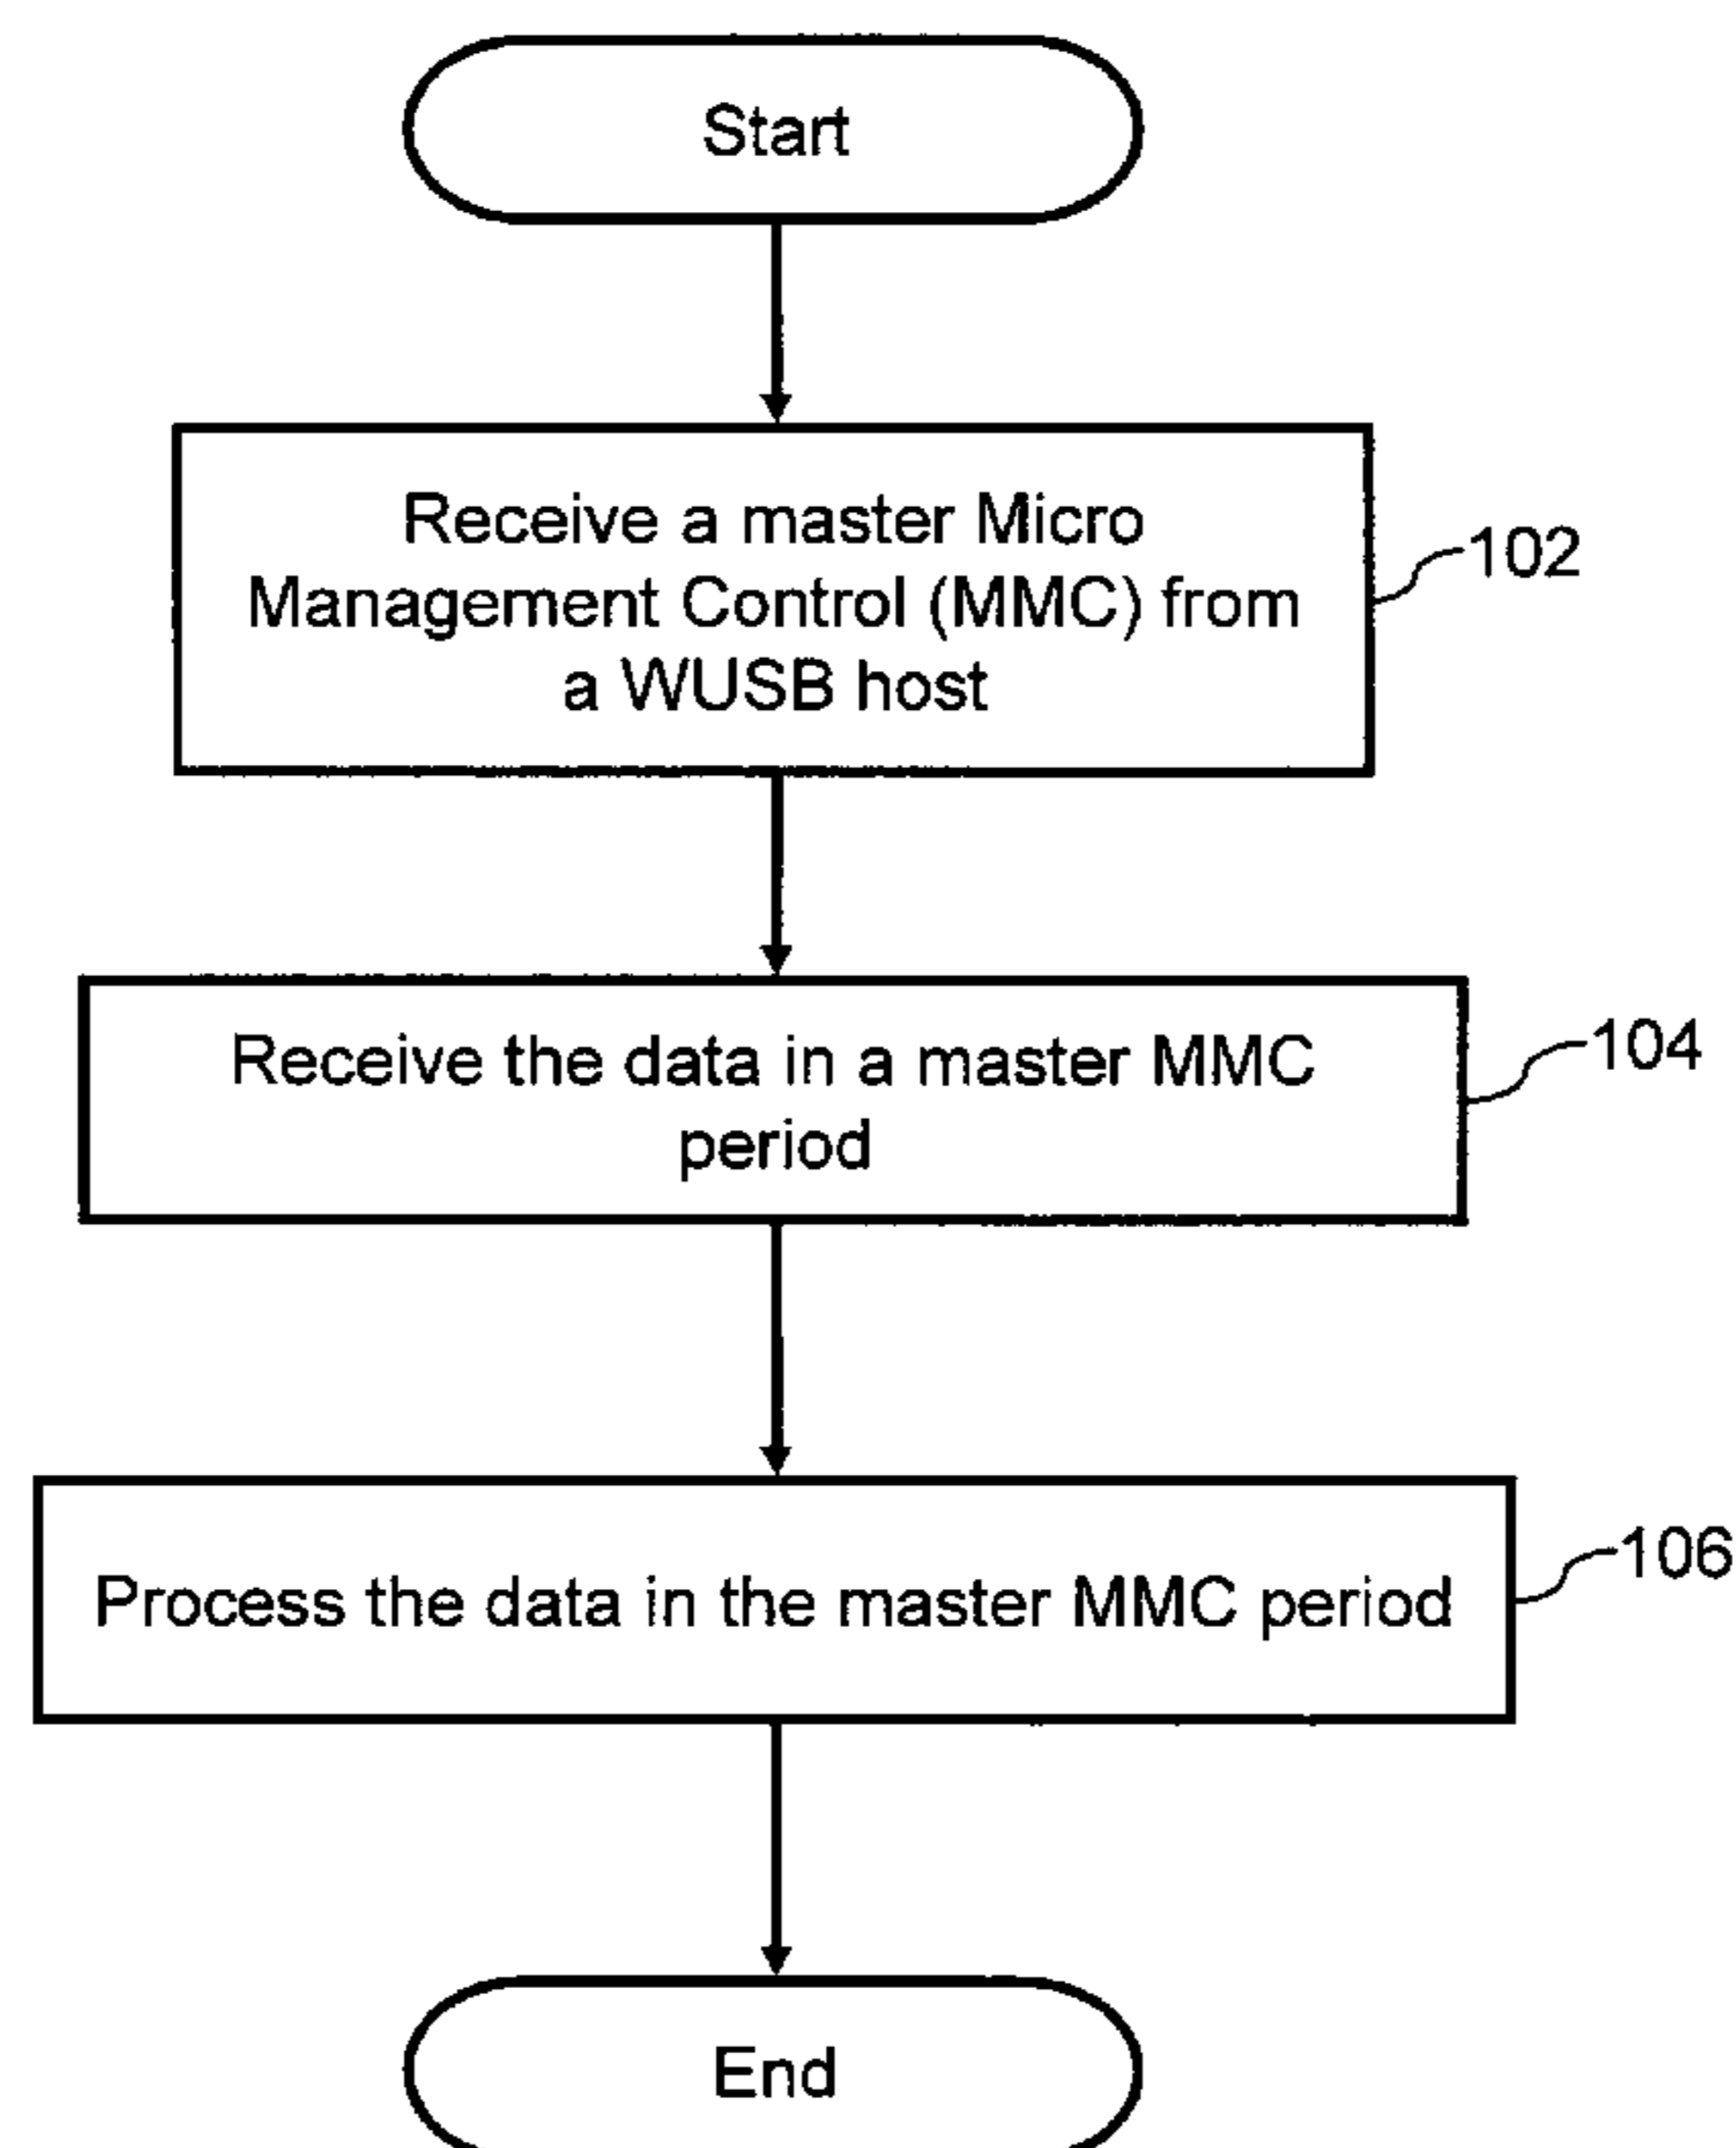 Start
Receive a master Micro
Management Control (MMC) from
a WUSB host
102
Receive the data in a master MMC
period
104
Process the data in the master MMC period
106
End